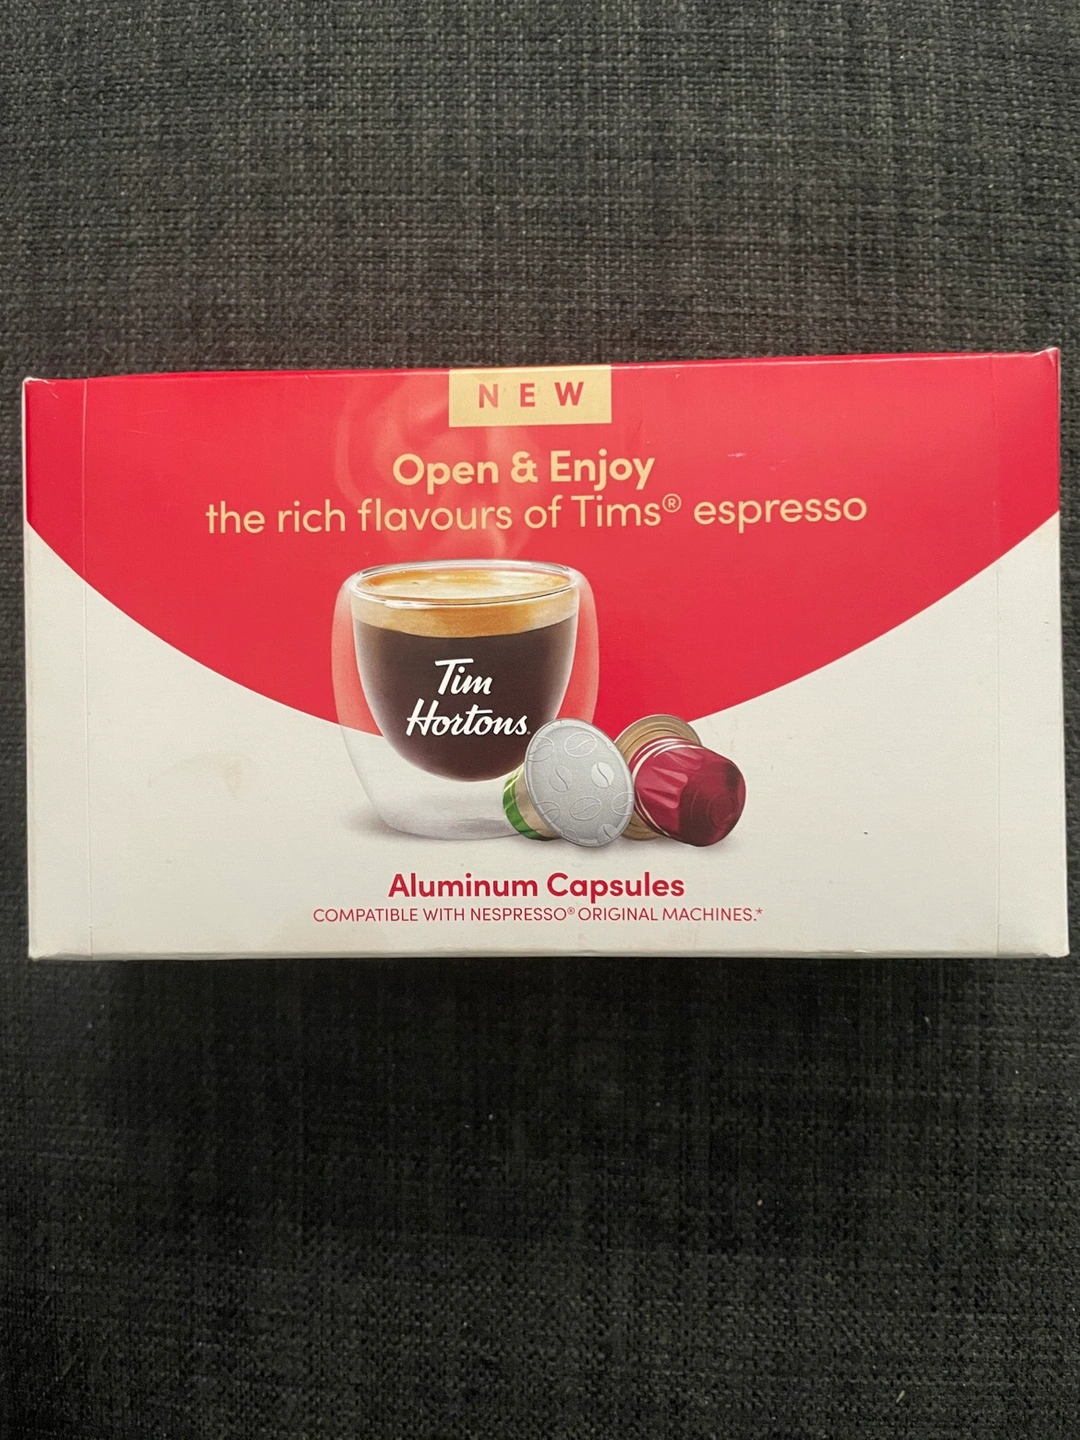 NEW
Open & Enjoy
the rich flavours of Tims® espresso
Tim
Hortons.
Aluminum Capsules
COMPATIBLE WITH NESPRESSO® ORIGINAL MACHINES.*